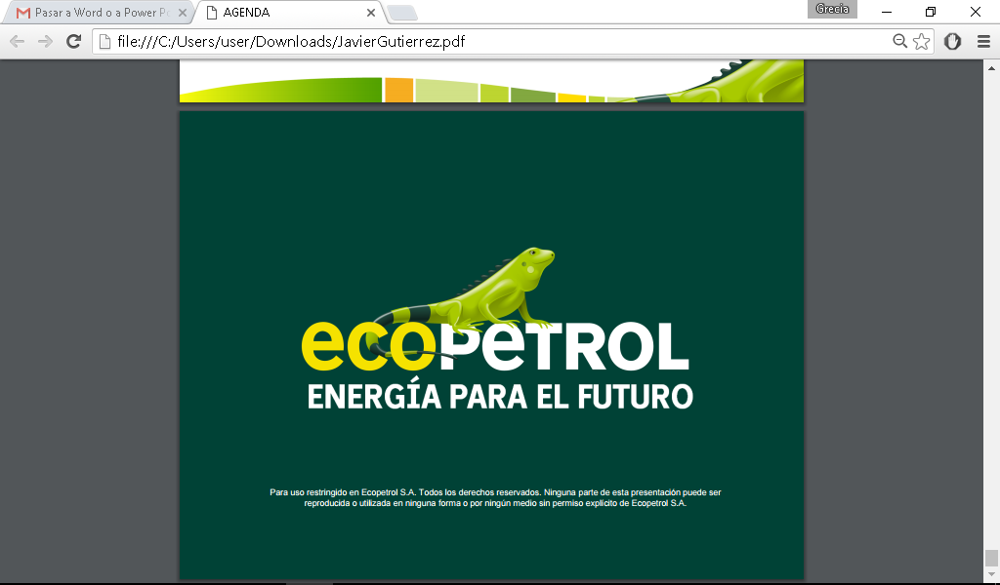 Pasar a Word o a Power P
AGENDA
Grecia
file:///C:/Users/user/Downloads/JavierGutierrez.pdf
ecoPeTROL
ENERGÍA PARA EL FUTURO
Para uso restringido en Ecopetrol S.A. Todos los derechos reservados. Ninguna parte de esta presentación puede ser
reproducida o utilizada en ninguna forma o por ningún medio sin permiso explícito de Ecopetrol S.A.